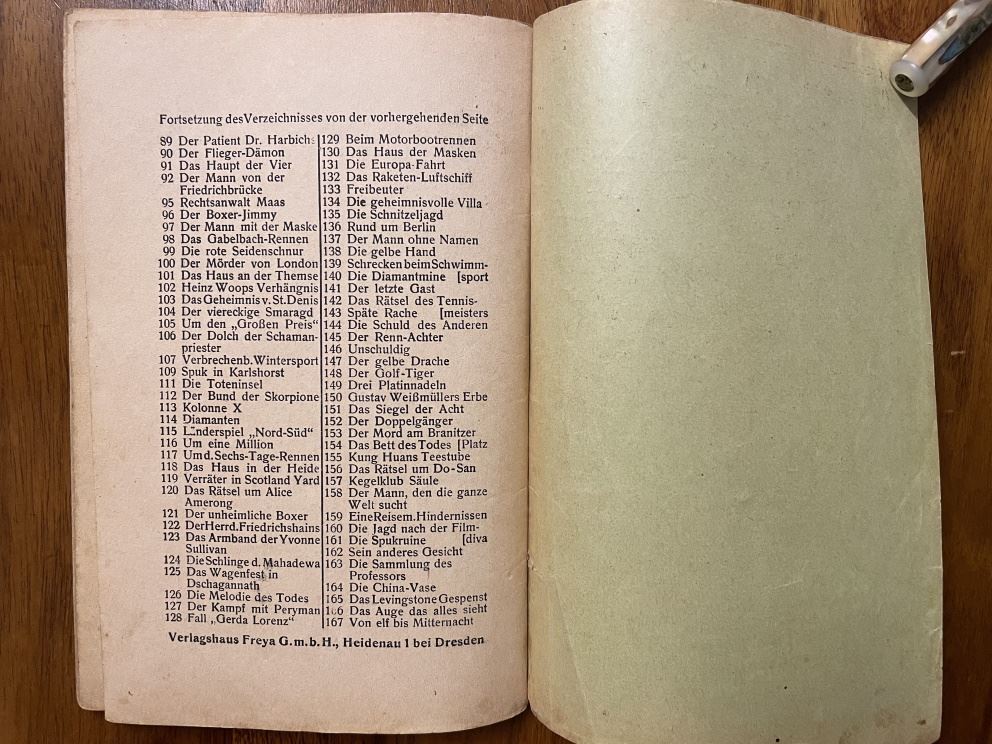 Fortsetzung des Verzeichnisses von der vorhergehenden Seite
89 Der Patient Dr. Harbichs
90 Der Flieger-Dämon
91 Das Haupt der Vier
92 Der Mann von der
Friedrichbrücke
95 Rechtsanwalt Maas
96 Der Boxer-Jimmy
97 Der Mann mit der Maske
98 Das Gabelbach-Rennen
99 Die rote Seidenschnur
100 Der Mörder von London
101 Das Haus an der Themse
102 Heinz Woops Verhängnis
103 Das Geheimnis v. St. Denis
104 Der viereckige Smaragd
105 Um den „Großen Preis“
106 Der Dolch der Schaman-
priester
107 Verbrechen b. Wintersport
109 Spuk in Karlshorst
111 Die Toteninsel
112 Der Bund der Skorpione
113 Kolonne X
114 Diamanten
115 Länderspiel „Nord-Süd“
116 Um eine Million
117 Um d. Sechs-Tage-Rennen
118 Das Haus in der Heide
119 Verräter in Scotland Yard
120 Das Rätsel um Alice
Amerong
121 Der unheimliche Boxer
122 Der Herr d. Friedrichshains
123 Das Armband der Yvonne
Sullivan
124 Die Schlinge d. Mahadewa
125 Das Wagenfest in
Dschagannath
126 Die Melodie des Todes
127 Der Kampf mit Peryman
128 Fall „Gerda Lorenz“
129 Beim Motorbootrennen
130 Das Haus der Masken
131 Die Europa-Fahrt
132 Das Raketen-Luftschiff
133 Freibeuter
134 Die geheimnisvolle Villa
135 Die Schnitzeljagd
136 Rund um Berlin
137 Der Mann ohne Namen
138 Die gelbe Hand
139 Schrecken beim Schwimm-
140 Die Diamantmine [sport
141 Der letzte Gast
142 Das Rätsel des Tennis-
143 Späte Rache [meisters
144 Die Schuld des Anderen
145 Der Renn-Achter
146 Unschuldig
147 Der gelbe Drache
148 Der Golf-Tiger
149 Drei Platinnadeln
150 Gustav Weißmüllers Erbe
151 Das Siegel der Acht
152 Der Doppelgänger
153 Der Mord am Branitzer
154 Das Bett des Todes [Platz
155 Kung Huans Teestube
156 Das Rätsel um Do-San
157 Kegelklub Säule
158 Der Mann, den die ganze
Welt sucht
159 Eine Reise m. Hindernissen
160 Die Jagd nach der Film-
161 Die Spukruine [diva
162 Sein anderes Gesicht
163 Die Sammlung des
Professors
164 Die China-Vase
165 Das Levingstone Gespenst
166 Das Auge das alles sieht
167 Von elf bis Mitternacht
Verlagshaus Freya G.m.b.H., Heidenau 1 bei Dresden